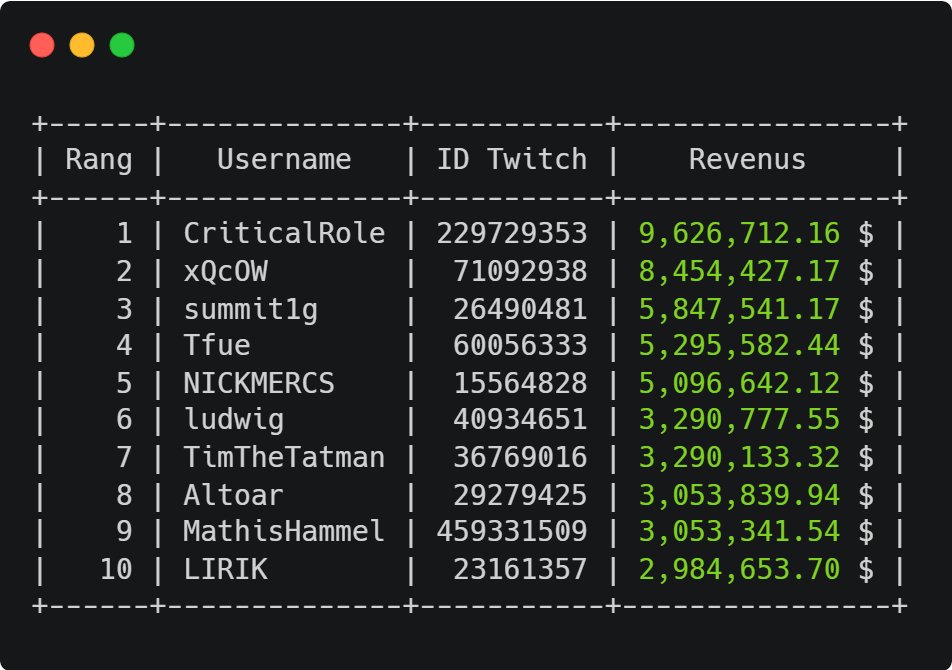 +------+--------------+-----------+----------------+
| Rang |   Username   | ID Twitch |    Revenus     |
+------+--------------+-----------+----------------+
|    1 | CriticalRole | 229729353 | 9,626,712.16 $ |
|    2 | xQcOW        |  71092938 | 8,454,427.17 $ |
|    3 | summit1g     |  26490481 | 5,847,541.17 $ |
|    4 | Tfue         |  60056333 | 5,295,582.44 $ |
|    5 | NICKMERCS    |  15564828 | 5,096,642.12 $ |
|    6 | ludwig       |  40934651 | 3,290,777.55 $ |
|    7 | TimTheTatman |  36769016 | 3,290,133.32 $ |
|    8 | Altoar       |  29279425 | 3,053,839.94 $ |
|    9 | MathisHammel | 459331509 | 3,053,341.54 $ |
|   10 | LIRIK        |  23161357 | 2,984,653.70 $ |
+------+--------------+-----------+----------------+